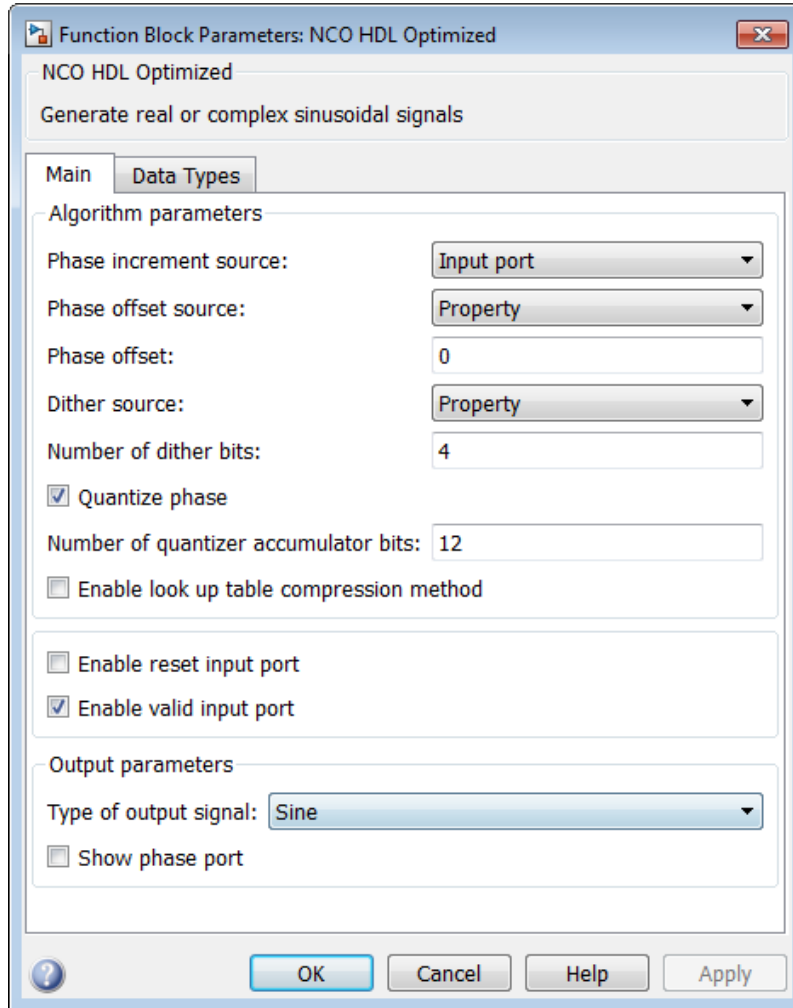 Function Block Parameters: NCO HDL Optimized
NCO HDL Optimized
Generate real or complex sinusoidal signals
Main Data Types
Algorithm parameters
Phase increment source: Input port
Phase offset source: Property
Phase offset: 0
Dither source: Property
Number of dither bits: 4
Quantize phase
Number of quantizer accumulator bits: 12
Enable look up table compression method
Enable reset input port
Enable valid input port
Output parameters
Type of output signal: Sine
Show phase port
? OK Cancel Help Apply